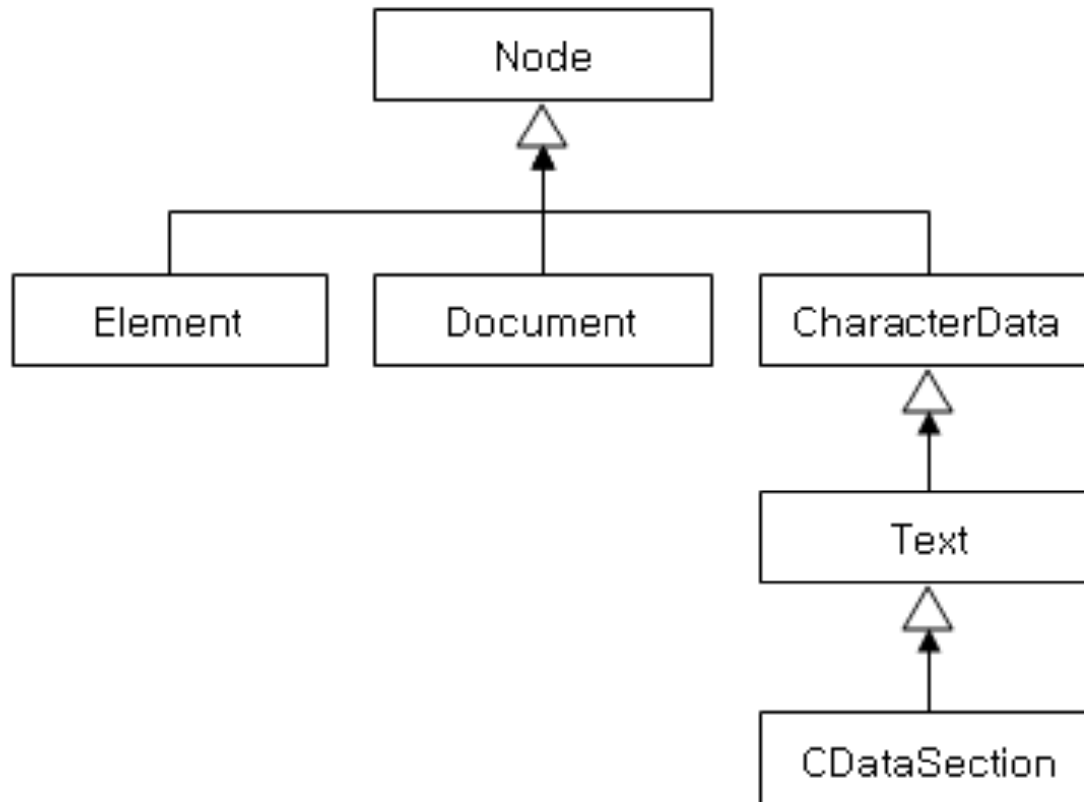 Node
Element
Document
CharacterData
Text
CDataSection